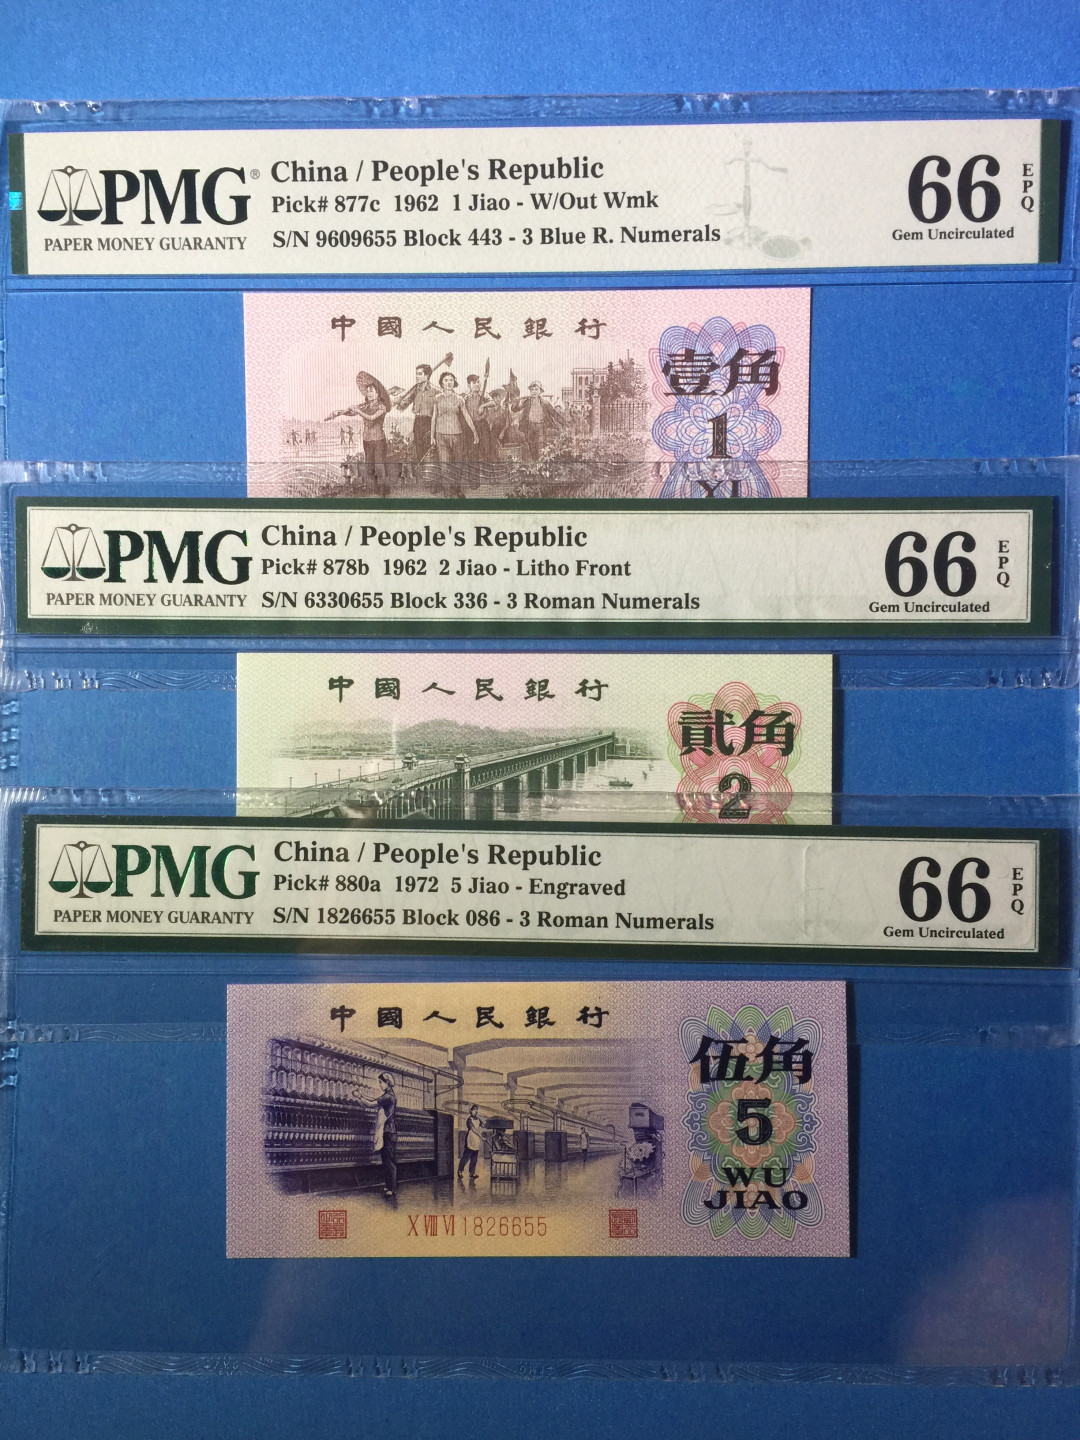 PMG®
PAPER MONEY GUARANTY
China / People's Republic
Pick# 877c 1962 1 Jiao - W/Out Wmk
S/N 9609655 Block 443 - 3 Blue R. Numerals
66 EPQ
Gem Uncirculated
中國人民銀行
壹角
1
YI
PMG
PAPER MONEY GUARANTY
China / People's Republic
Pick# 878b 1962 2 Jiao - Litho Front
S/N 6330655 Block 336 - 3 Roman Numerals
66 EPQ
Gem Uncirculated
中國人民銀行
貳角
2
PMG
PAPER MONEY GUARANTY
China / People's Republic
Pick# 880a 1972 5 Jiao - Engraved
S/N 1826655 Block 086 - 3 Roman Numerals
66 EPQ
Gem Uncirculated
中國人民銀行
伍角
5
WU
JIAO
X VIII VI 1826655